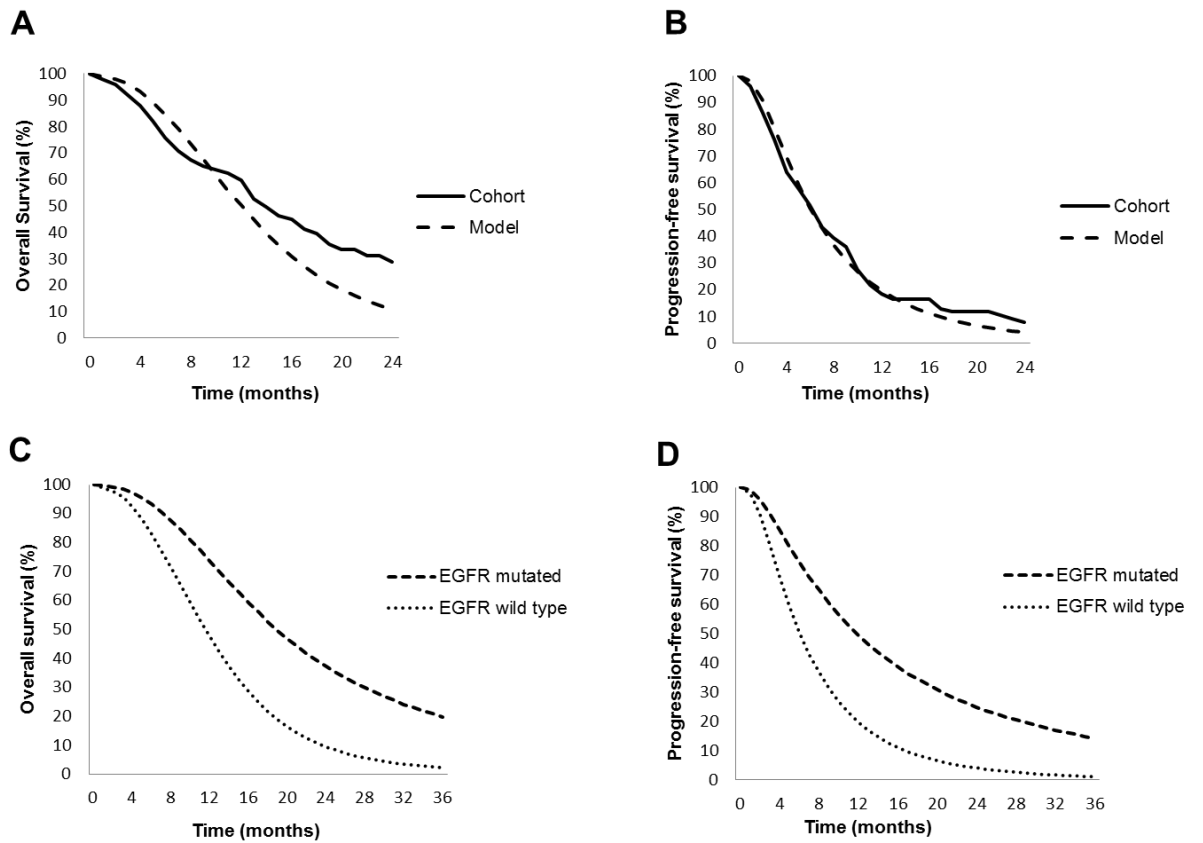 A
Overall Survival (%)
100
90
80
70
60
50
40
30
20
10
0
0 4 8 12 16 20 24
Time (months)
Cohort
Model
B
Progression-free survival (%)
100
90
80
70
60
50
40
30
20
10
0
0 4 8 12 16 20 24
Time (months)
Cohort
Model
C
Overall survival (%)
100
90
80
70
60
50
40
30
20
10
0
0 4 8 12 16 20 24 28 32 36
Time (months)
EGFR mutated
EGFR wild type
D
Progression-free survival (%)
100
90
80
70
60
50
40
30
20
10
0
0 4 8 12 16 20 24 28 32 36
Time (months)
EGFR mutated
EGFR wild type